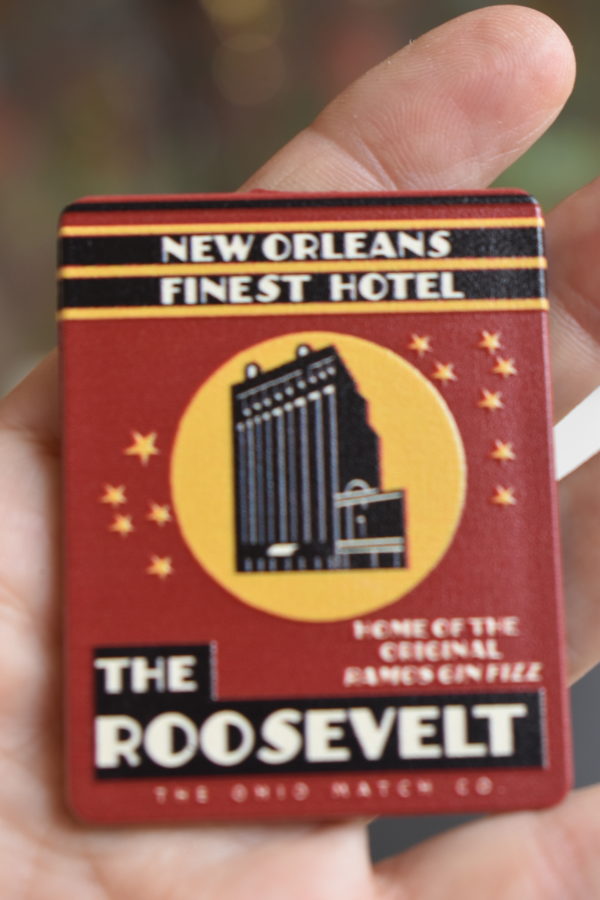 NEW ORLEANS
FINEST HOTEL
HOME OF THE
ORIGINAL
RAMOS GIN FIZZ
THE
ROOSEVELT
THE OHIO MATCH CO.